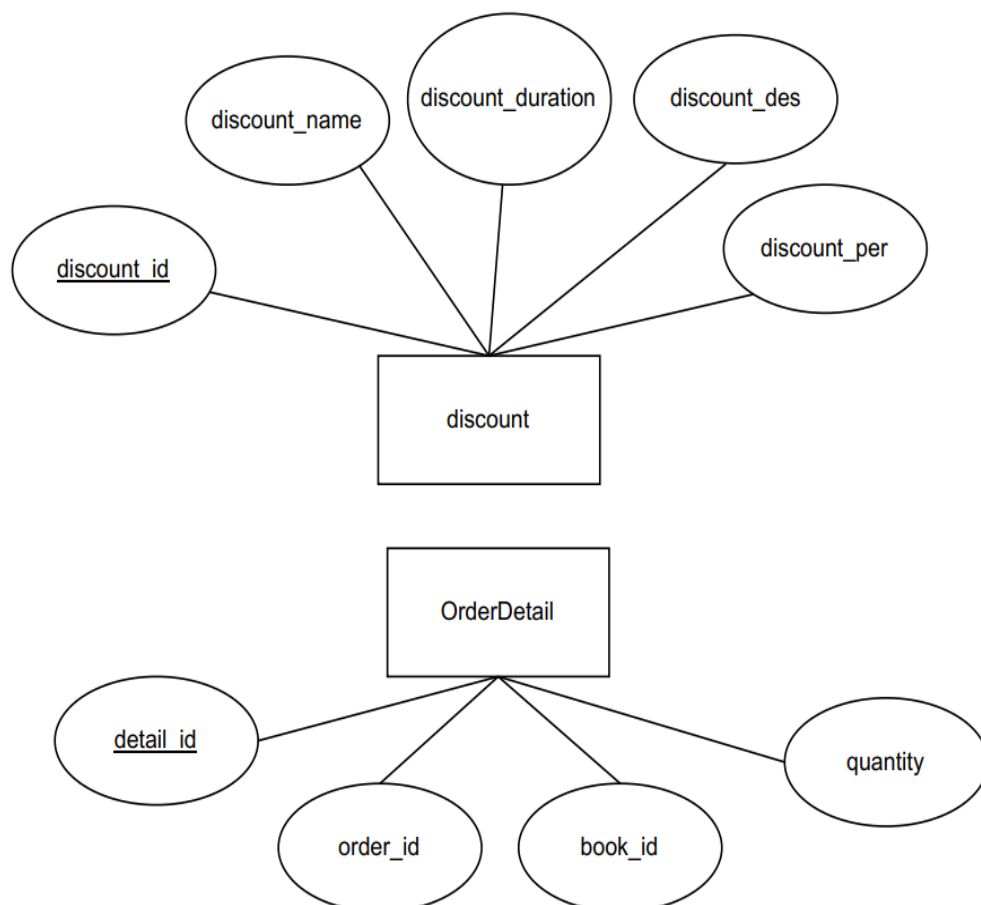 discount_duration
discount_des
discount_name
discount_per
discount_id
discount
OrderDetail
detail_id
quantity
order_id
book_id